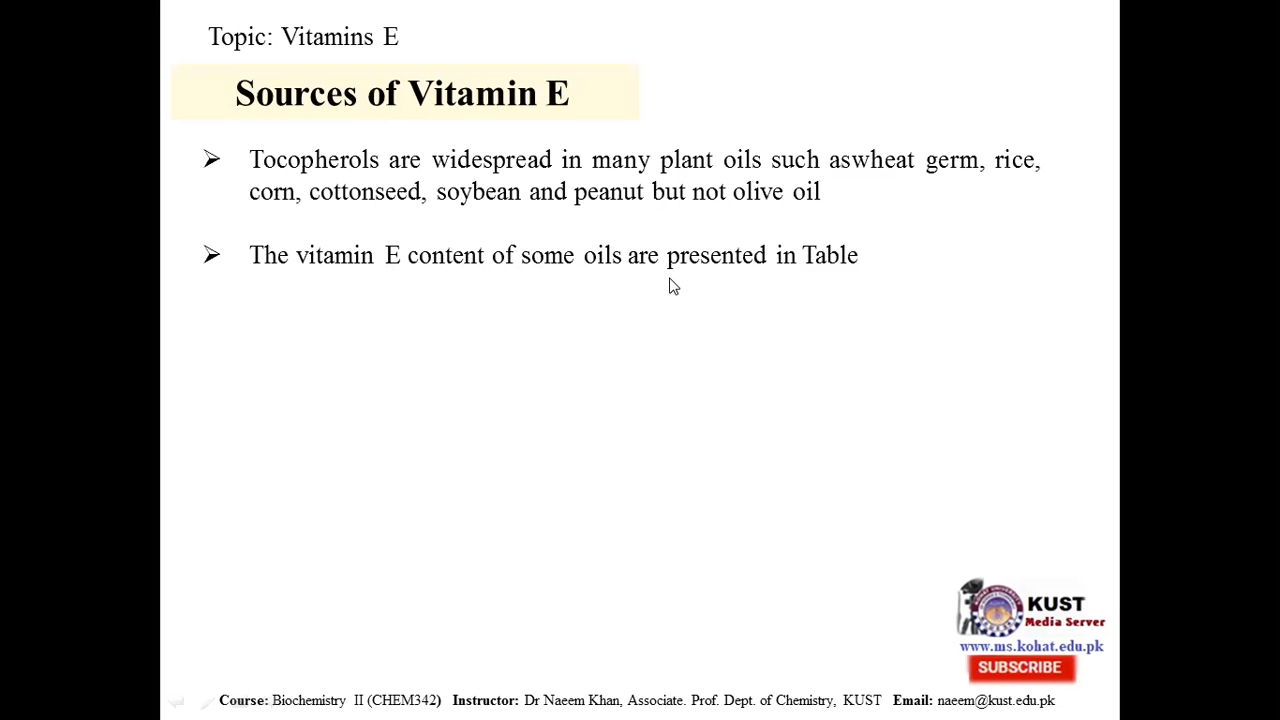 Topic: Vitamins E
Sources of Vitamin E
Tocopherols are widespread in many plant oils such aswheat germ, rice,
corn, cottonseed, soybean and peanut but not olive oil
The vitamin E content of some oils are presented in Table
KUST
Media Server
www.ms.kohat.edu.pk
SUBSCRIBE
Course: Biochemistry II (CHEM342) Instructor: Dr Naeem Khan, Associate. Prof. Dept. of Chemistry, KUST Email: naeem@kust.edu.pk